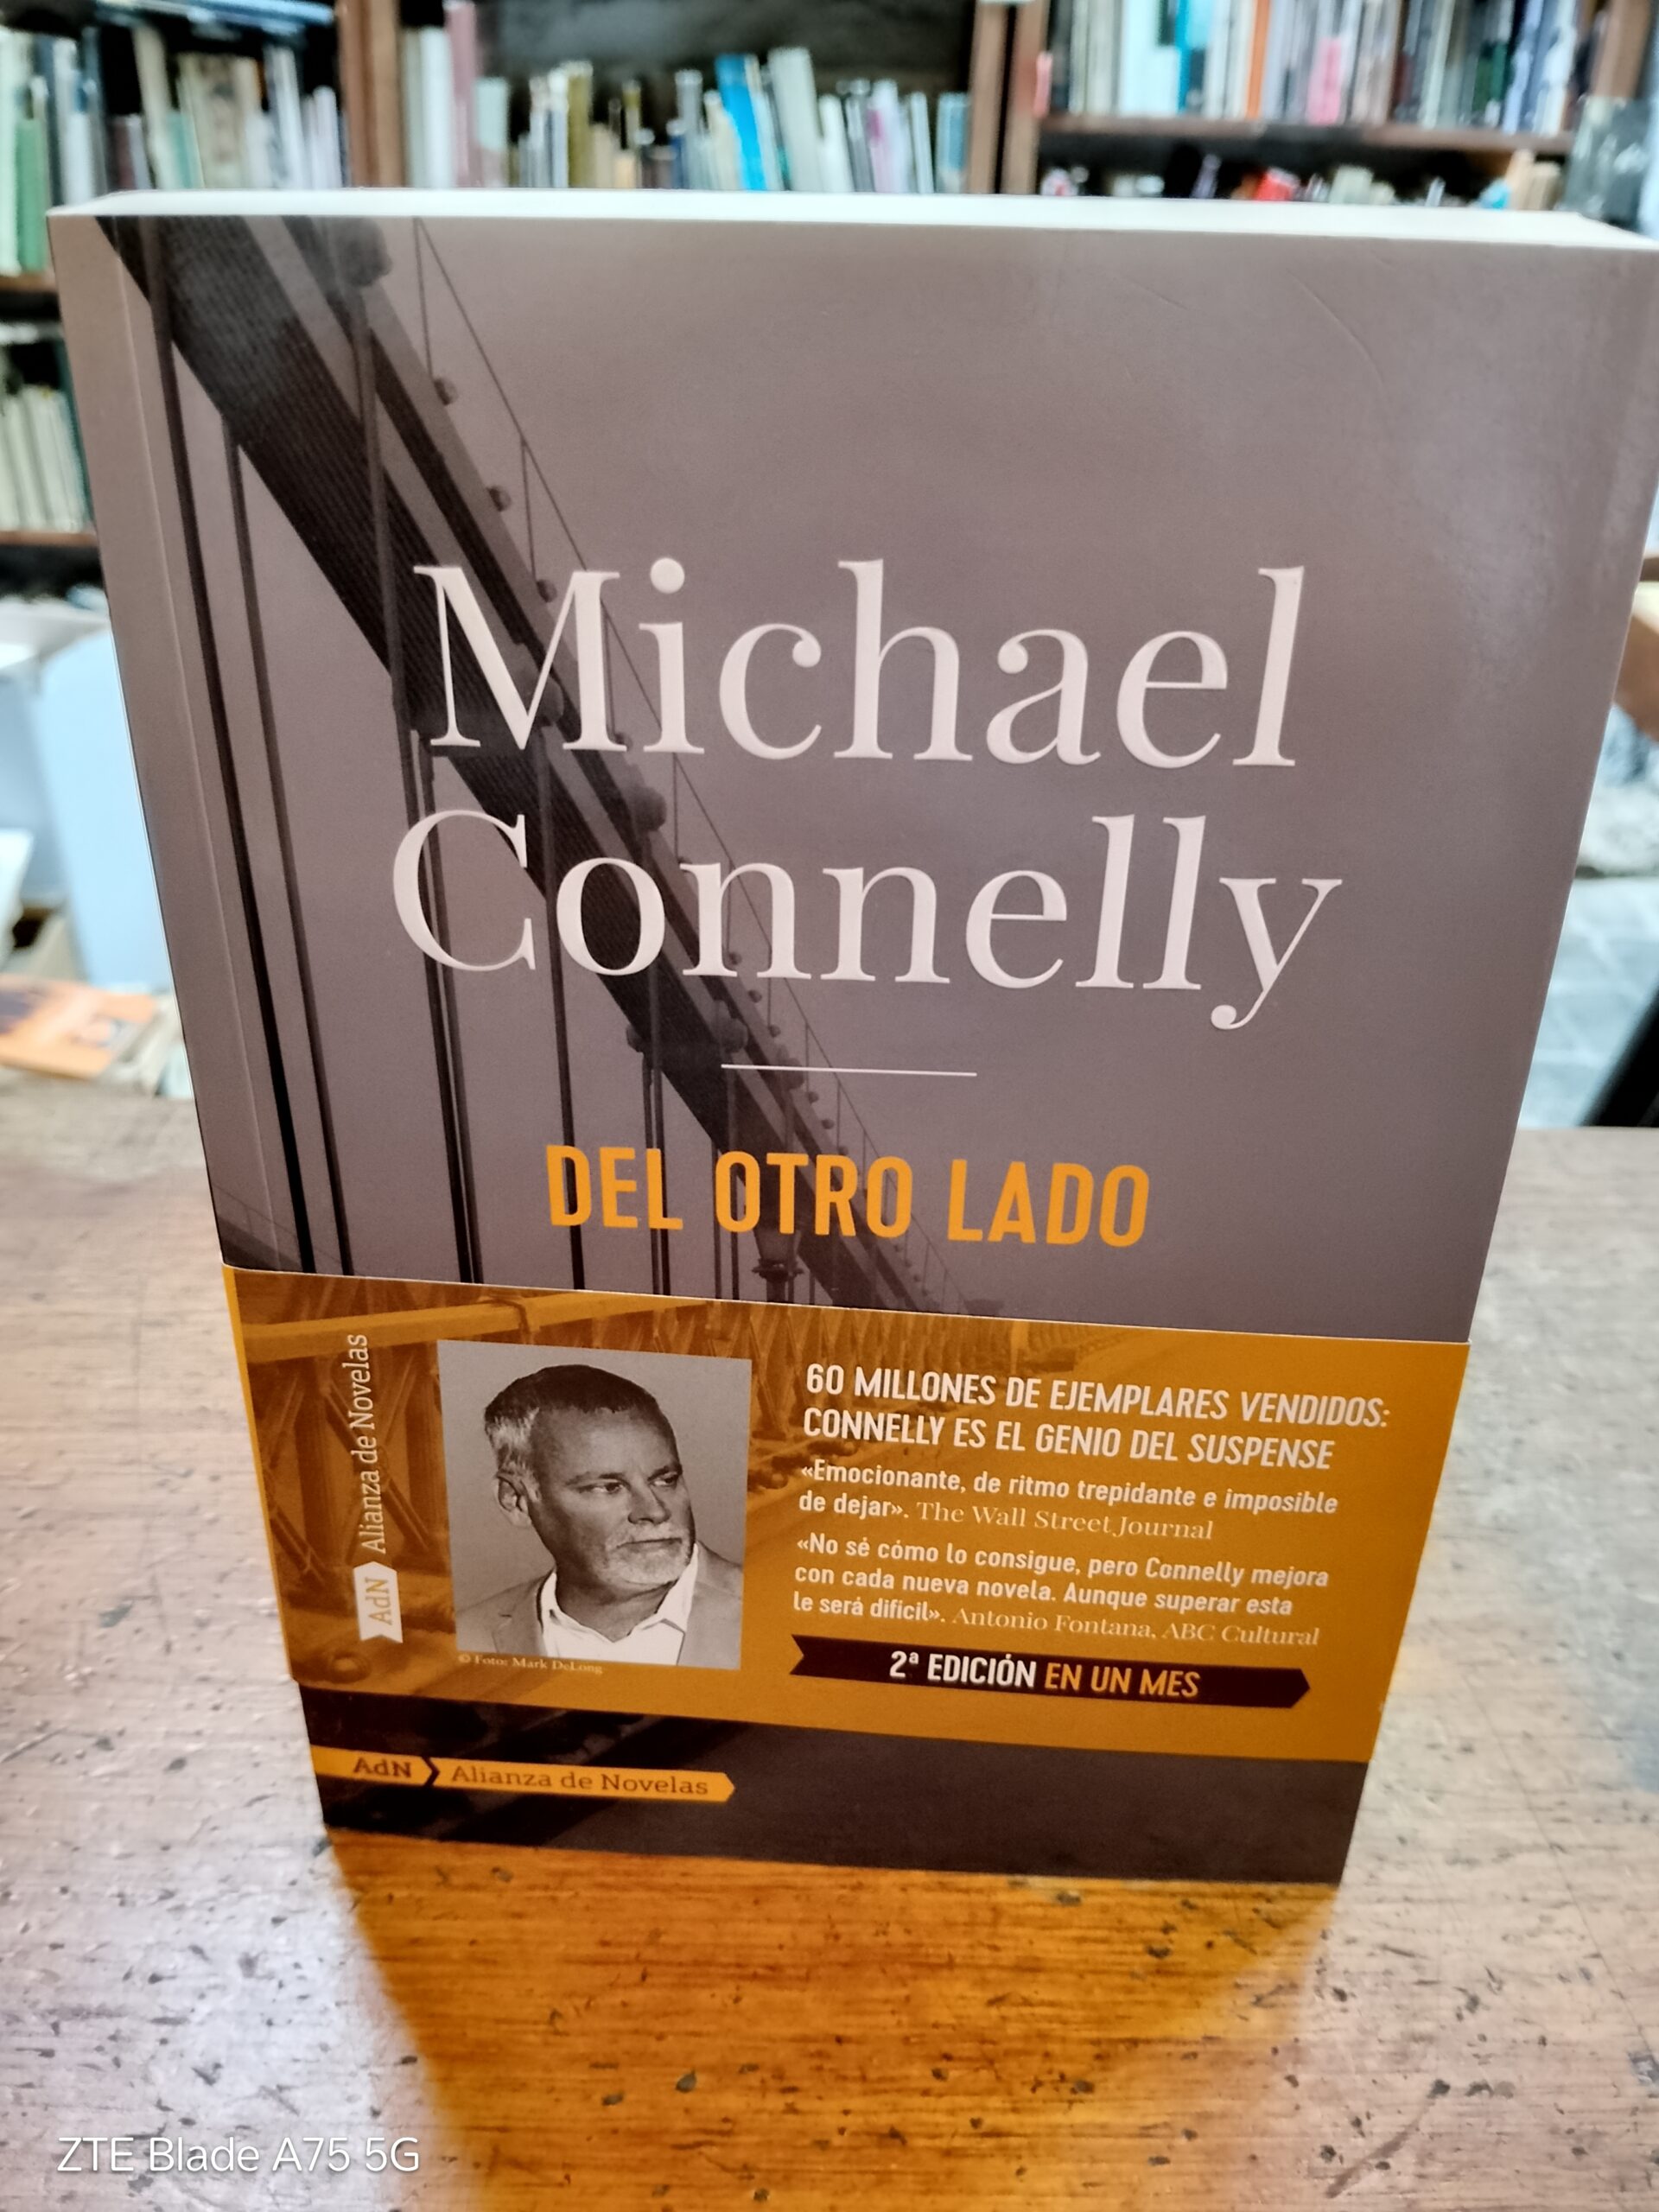 Michael
Connelly
DEL OTRO LADO
Alianza de Novelas
AdN
© Foto: Mark DeLong
60 MILLONES DE EJEMPLARES VENDIDOS:
CONNELLY ES EL GENIO DEL SUSPENSE
«Emocionante, de ritmo trepidante e imposible
de dejar». The Wall Street Journal
«No sé cómo lo consigue, pero Connelly mejora
con cada nueva novela. Aunque superar esta
le será difícil». Antonio Fontana, ABC Cultural
2ª EDICIÓN EN UN MES
AdN Alianza de Novelas
ZTE Blade A75 5G